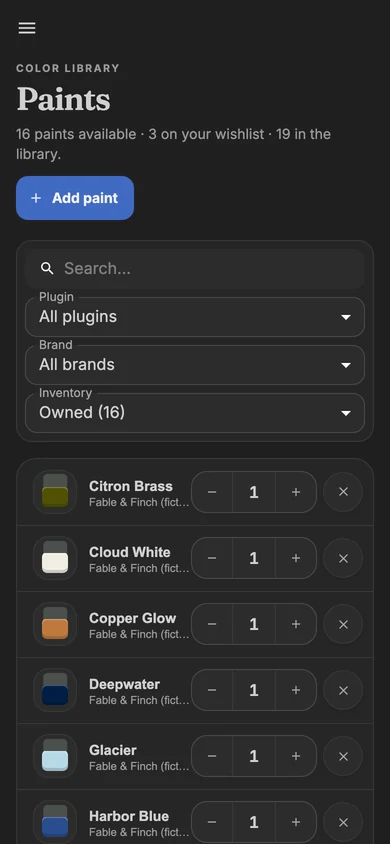 COLOR LIBRARY
Paints
16 paints available · 3 on your wishlist · 19 in the
library.
+ Add paint
Search...
Plugin
All plugins
Brand
All brands
Inventory
Owned (16)
Citron Brass
Fable & Finch (fict...
− 1 + ×
Cloud White
Fable & Finch (fict...
− 1 + ×
Copper Glow
Fable & Finch (fict...
− 1 + ×
Deepwater
Fable & Finch (fict...
− 1 + ×
Glacier
Fable & Finch (fict...
− 1 + ×
Harbor Blue
Fable & Finch (fict...
− 1 + ×